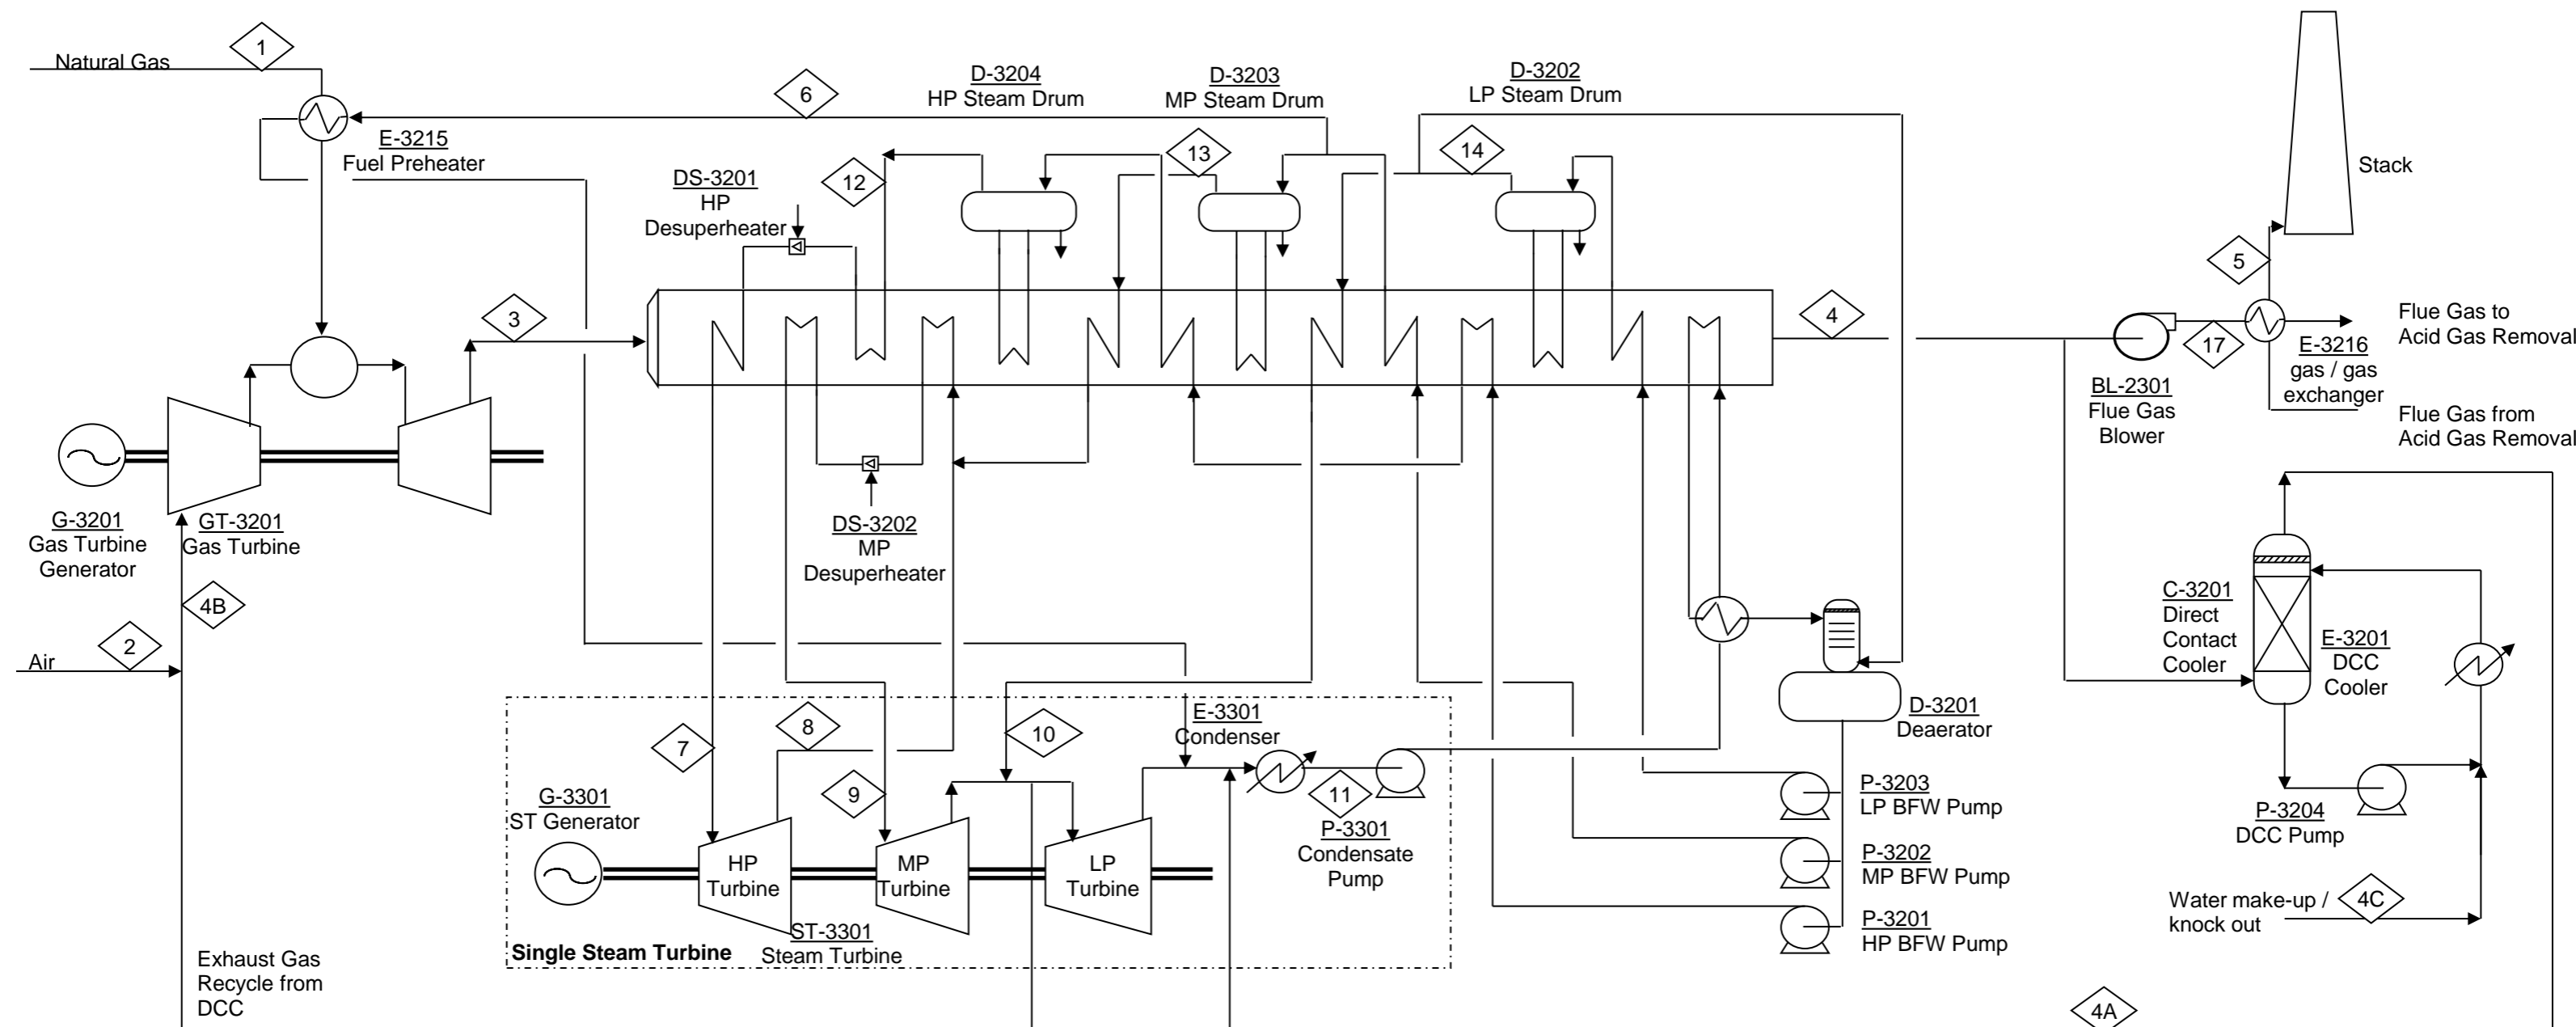 1
Natural Gas
6
D-3204
HP Steam Drum
D-3203
MP Steam Drum
D-3202
LP Steam Drum
E-3215
Fuel Preheater
DS-3201
HP
Desuperheater
12
13
14
Stack
3
4
5
17
Flue Gas to
Acid Gas Removal
E-3216
gas / gas
exchanger
Flue Gas from
Acid Gas Removal
BL-2301
Flue Gas
Blower
G-3201
Gas Turbine
Generator
GT-3201
Gas Turbine
DS-3202
MP
Desuperheater
4B
2
Air
C-3201
Direct
Contact
Cooler
E-3201
DCC
Cooler
D-3201
Deaerator
7
8
9
10
E-3301
Condenser
11
P-3301
Condensate
Pump
G-3301
ST Generator
HP
Turbine
MP
Turbine
LP
Turbine
ST-3301
Steam Turbine
Single Steam Turbine
P-3203
LP BFW Pump
P-3202
MP BFW Pump
P-3201
HP BFW Pump
P-3204
DCC Pump
Water make-up /
knock out
4C
Exhaust Gas
Recycle from
DCC
4A